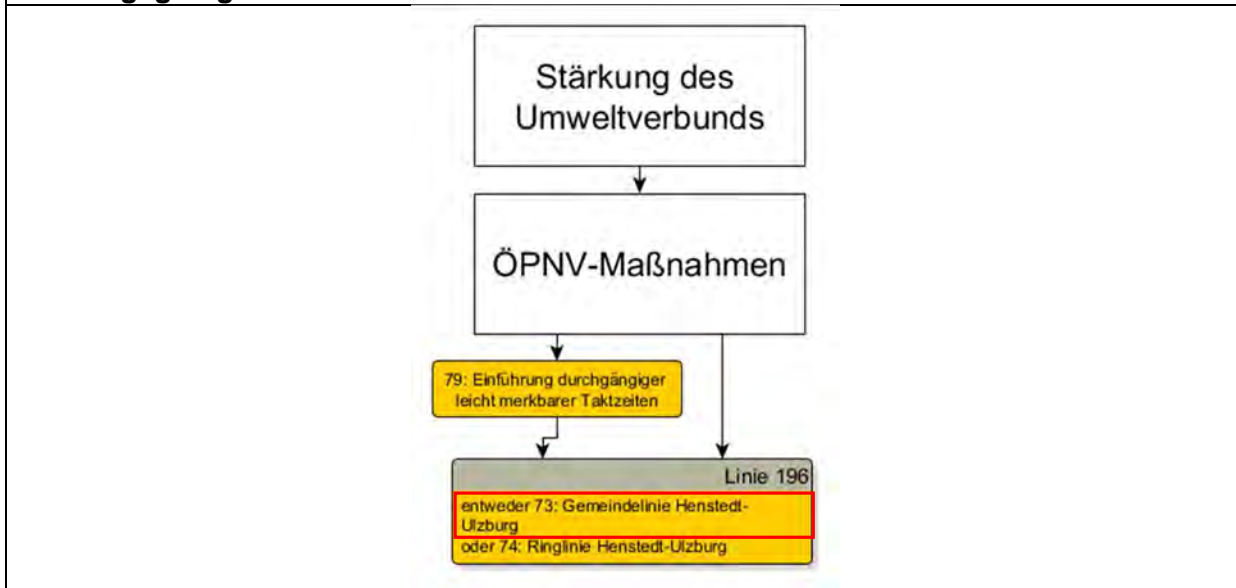 Stärkung des
Umweltverbunds
ÖPNV-Maßnahmen
79: Einführung durchgängiger
leicht merkbarer Taktzeiten
Linie 196
entweder 73: Gemeindelinie Henstedt-
Ulzburg
oder 74: Ringlinie Henstedt-Ulzburg